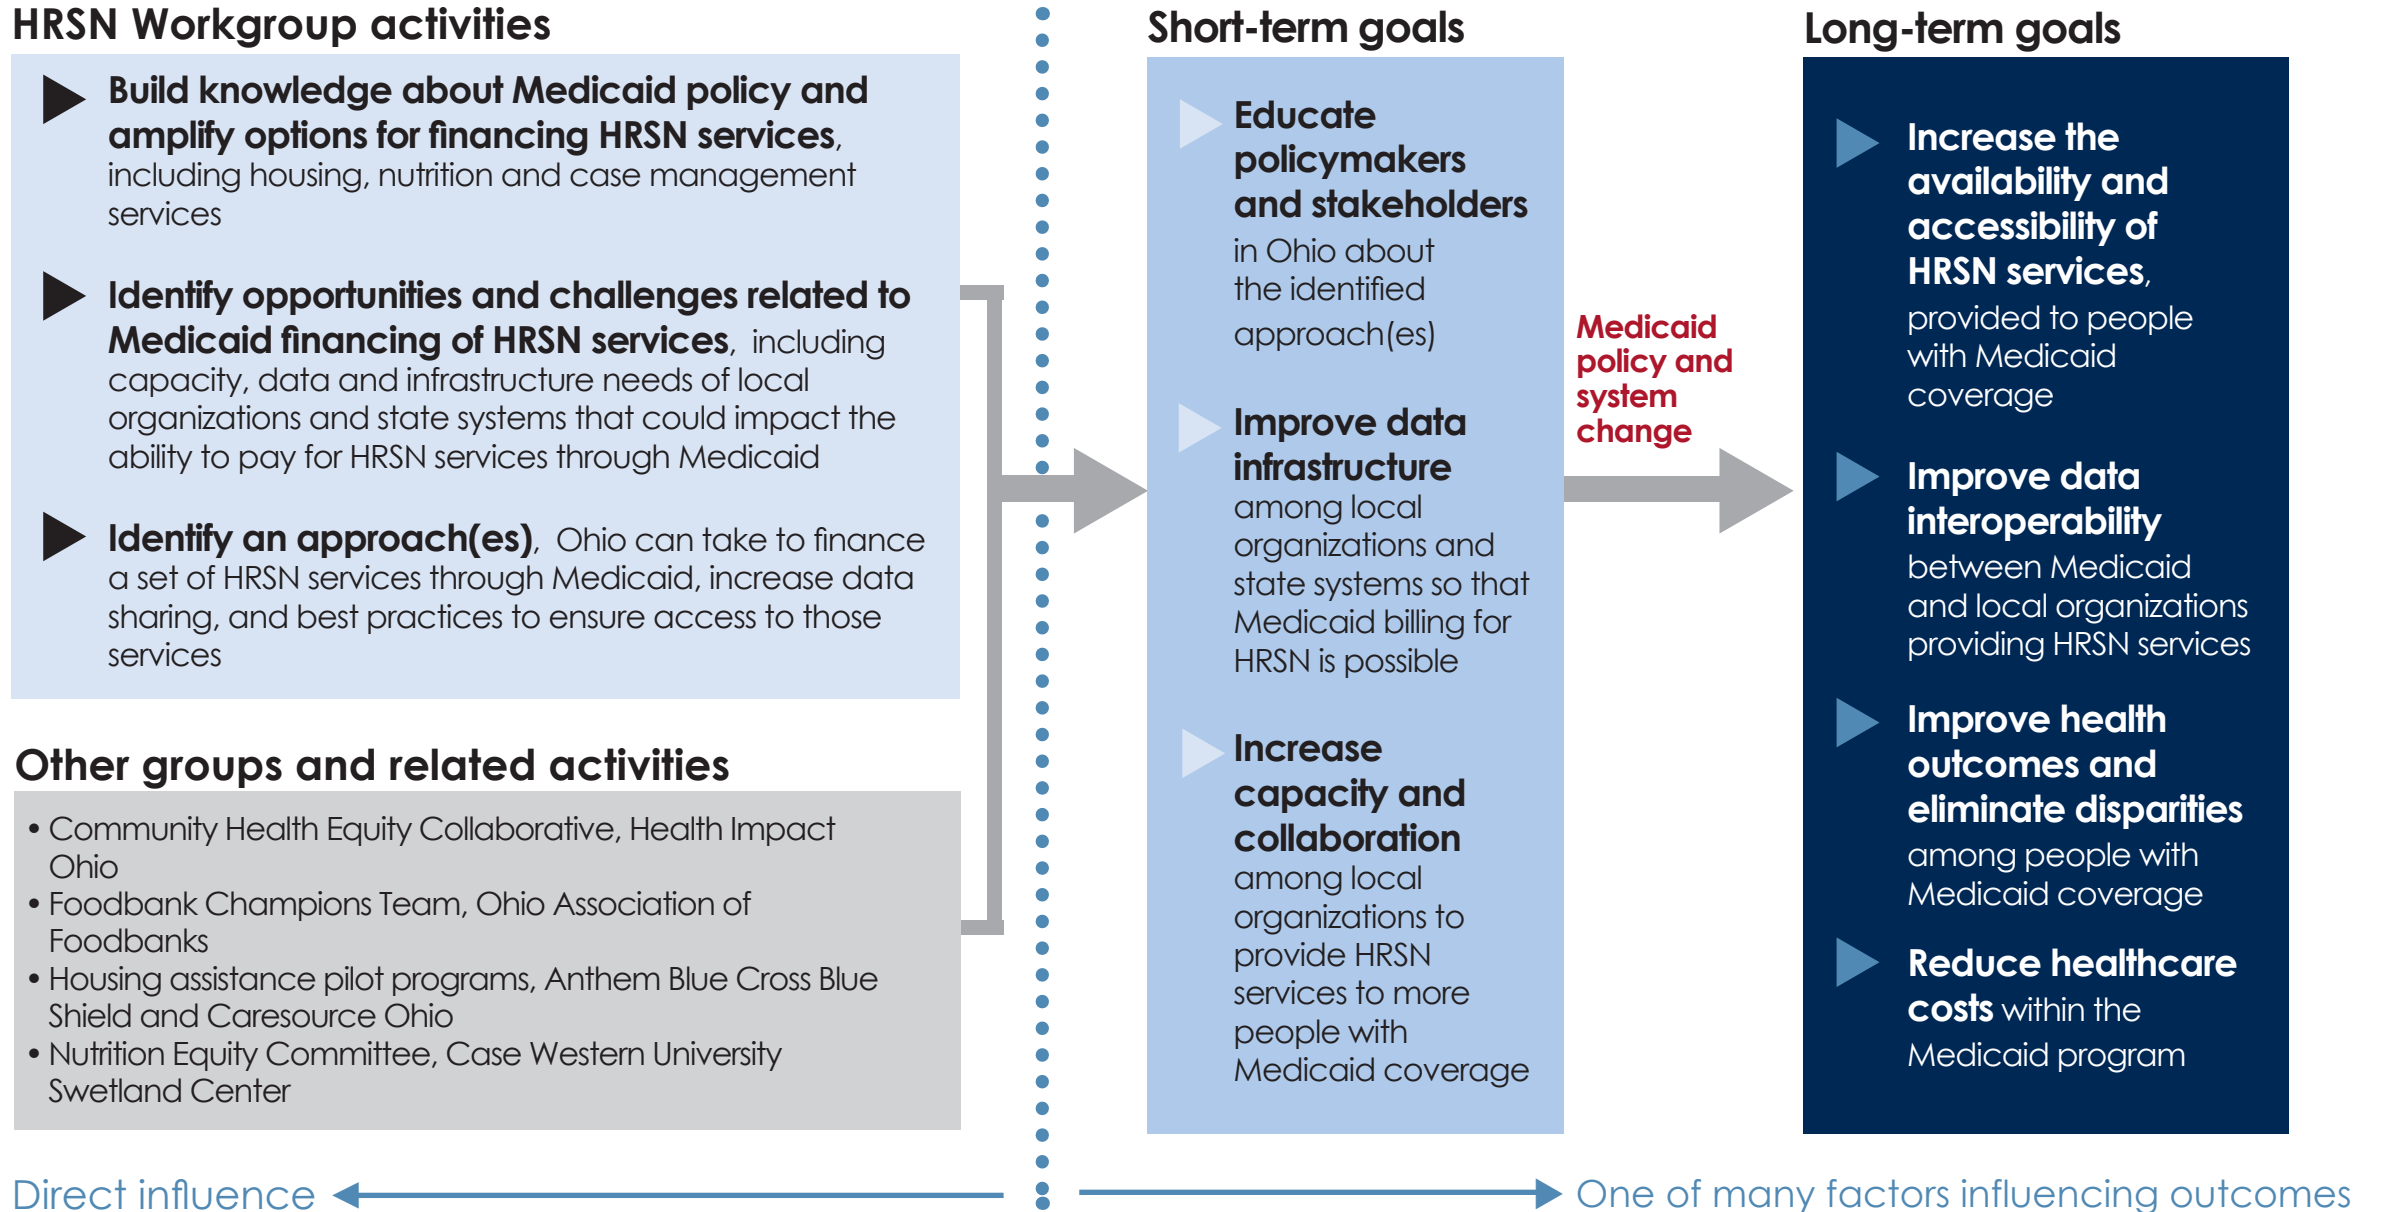 HRSN Workgroup activities
Build knowledge about Medicaid policy and
amplify options for financing HRSN services,
including housing, nutrition and case management
services
Identify opportunities and challenges related to
Medicaid financing of HRSN services, including
capacity, data and infrastructure needs of local
organizations and state systems that could impact the
ability to pay for HRSN services through Medicaid
Identify an approach(es), Ohio can take to finance
a set of HRSN services through Medicaid, increase data
sharing, and best practices to ensure access to those
services
Other groups and related activities
• Community Health Equity Collaborative, Health Impact
Ohio
• Foodbank Champions Team, Ohio Association of
Foodbanks
• Housing assistance pilot programs, Anthem Blue Cross Blue
Shield and Caresource Ohio
• Nutrition Equity Committee, Case Western University
Swetland Center
Direct influence
Short-term goals
Educate
policymakers
and stakeholders
in Ohio about
the identified
approach(es)
Improve data
infrastructure
among local
organizations and
state systems so that
Medicaid billing for
HRSN is possible
Increase
capacity and
collaboration
among local
organizations to
provide HRSN
services to more
people with
Medicaid coverage
Medicaid
policy and
system
change
Long-term goals
Increase the
availability and
accessibility of
HRSN services,
provided to people
with Medicaid
coverage
Improve data
interoperability
between Medicaid
and local organizations
providing HRSN services
Improve health
outcomes and
eliminate disparities
among people with
Medicaid coverage
Reduce healthcare
costs within the
Medicaid program
One of many factors influencing outcomes